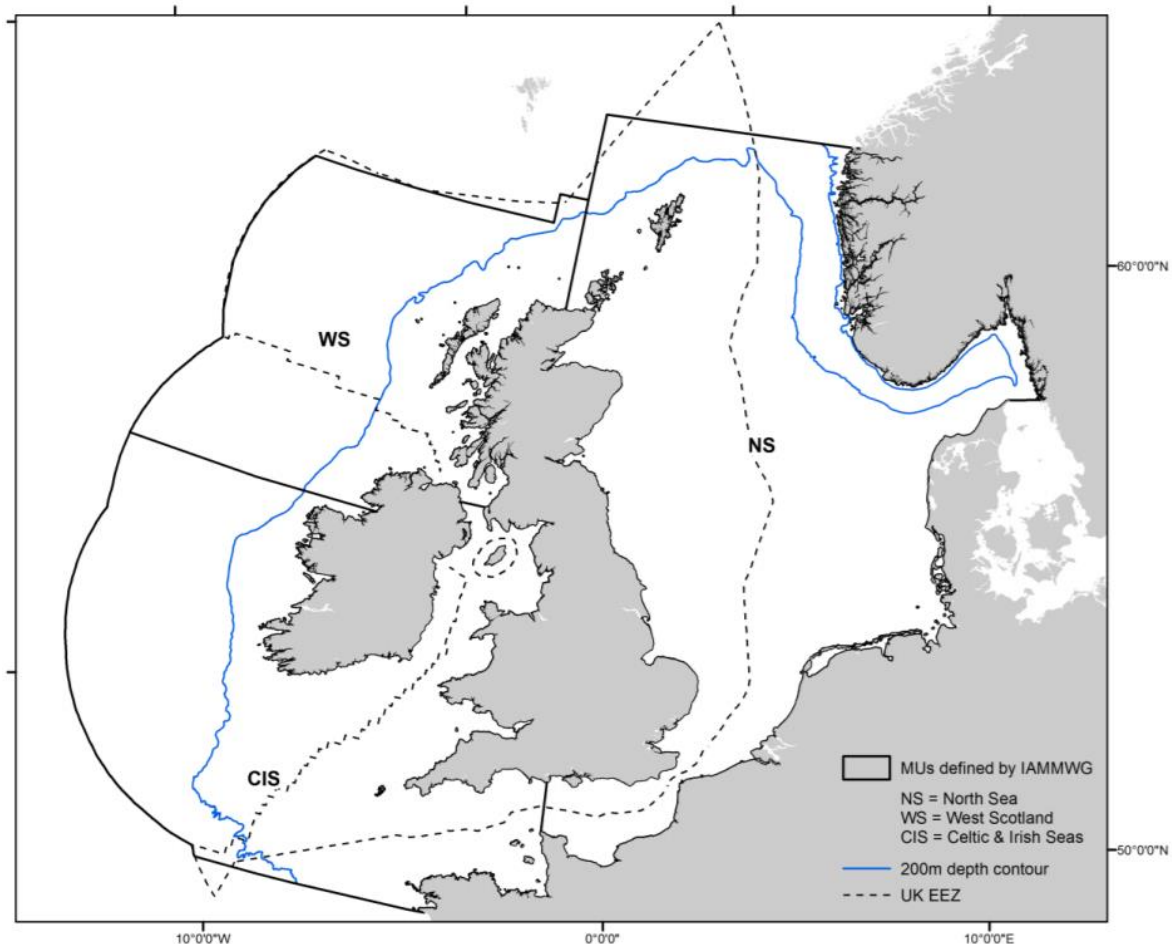 60°0'0"N
WS
NS
CIS
MUs defined by IAMMWG
NS = North Sea
WS = West Scotland
CIS = Celtic & Irish Seas
200m depth contour
UK EEZ
50°0'0"N
10°0'0"W
0°0'0"
10°0'0"E